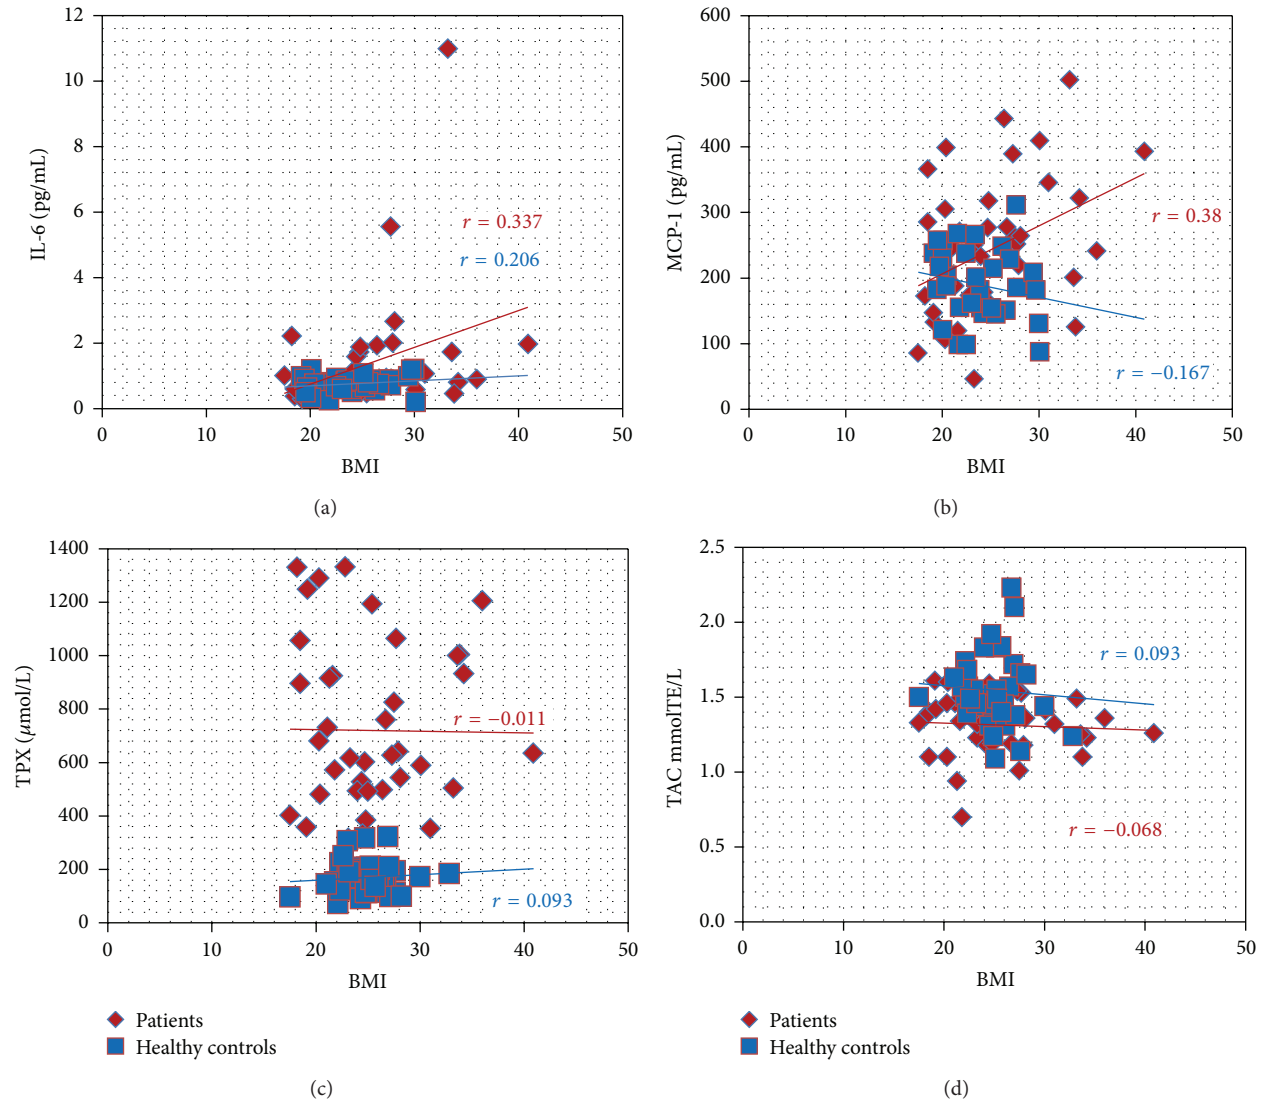 12
10
8
6
4
2
0
IL-6 (pg/mL)
r = 0.337
r = 0.206
0 10 20 30 40 50
BMI
(a)
600
500
400
300
200
100
0
MCP-1 (pg/mL)
r = 0.38
r = −0.167
0 10 20 30 40 50
BMI
(b)
1400
1200
1000
800
600
400
200
0
TPX (µmol/L)
r = −0.011
r = 0.093
0 10 20 30 40 50
BMI
Patients
Healthy controls
(c)
2.5
2.0
1.5
1.0
0.5
0.0
TAC mmolTE/L
r = 0.093
r = −0.068
0 10 20 30 40 50
BMI
Patients
Healthy controls
(d)